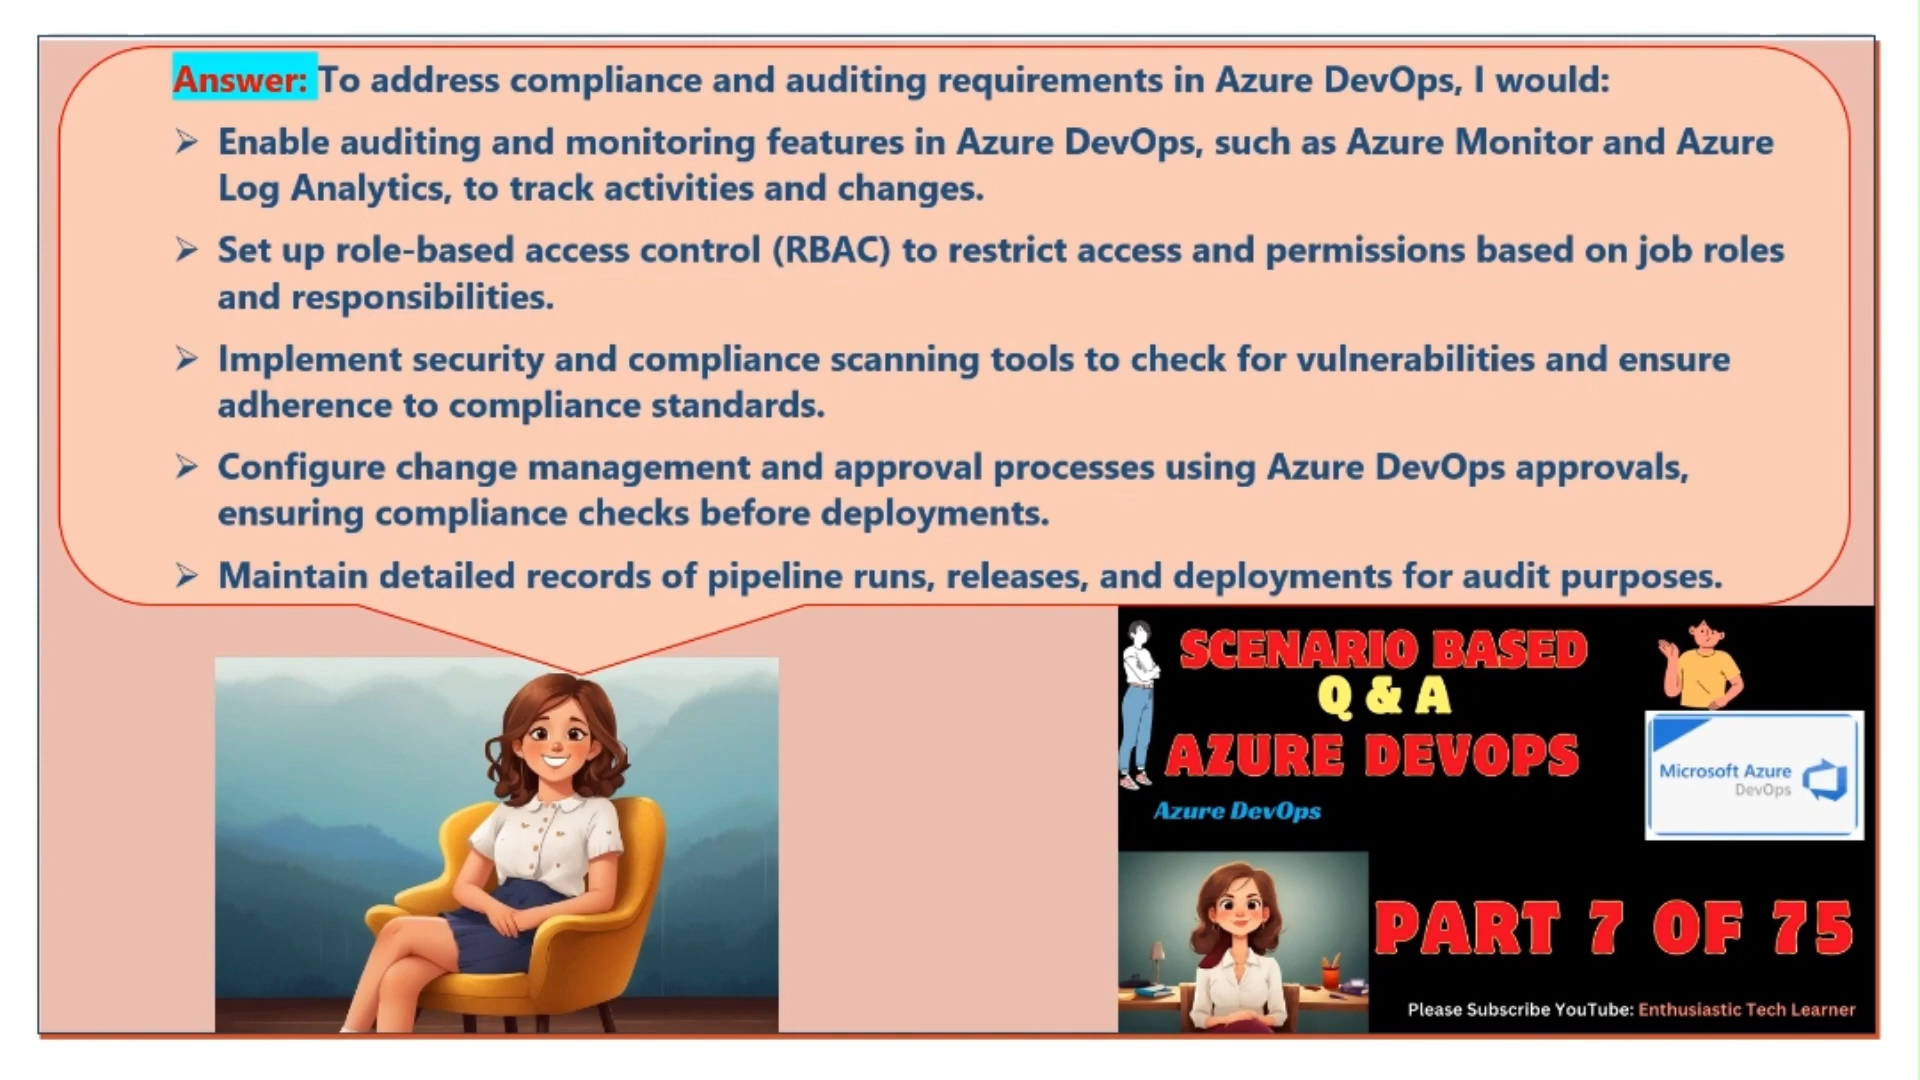 Answer: To address compliance and auditing requirements in Azure DevOps, I would:
➢ Enable auditing and monitoring features in Azure DevOps, such as Azure Monitor and Azure
Log Analytics, to track activities and changes.
➢ Set up role-based access control (RBAC) to restrict access and permissions based on job roles
and responsibilities.
➢ Implement security and compliance scanning tools to check for vulnerabilities and ensure
adherence to compliance standards.
➢ Configure change management and approval processes using Azure DevOps approvals,
ensuring compliance checks before deployments.
➢ Maintain detailed records of pipeline runs, releases, and deployments for audit purposes.
SCENARIO BASED
Q & A
AZURE DEVOPS
Azure DevOps
Microsoft Azure
DevOps
PART 7 OF 75
Please Subscribe YouTube: Enthusiastic Tech Learner